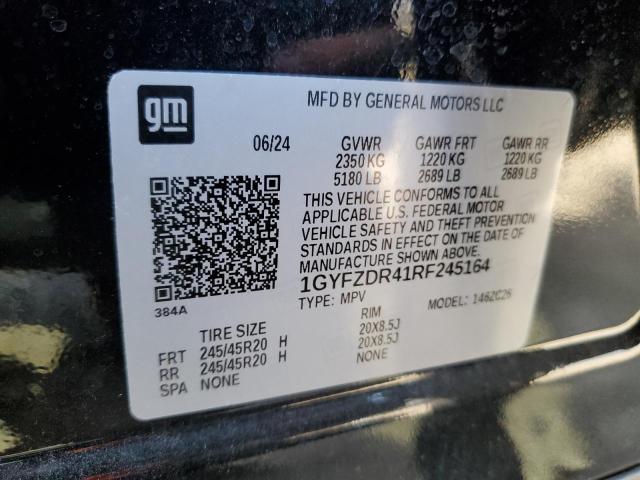 gm
MFD BY GENERAL MOTORS LLC
06/24 GVWR GAWR FRT GAWR RR
2350 KG 1220 KG 1220 KG
5180 LB 2689 LB 2689 LB
THIS VEHICLE CONFORMS TO ALL
APPLICABLE U.S. FEDERAL MOTOR
VEHICLE SAFETY AND THEFT PREVENTION
STANDARDS IN EFFECT ON THE DATE OF
MANUFACTURE SHOWN ABOVE.
1GYFZDR41RF245164
384A TYPE: MPV MODEL: 146ZC26
TIRE SIZE RIM
FRT 245/45R20 H 20X8.5J
RR 245/45R20 H 20X8.5J
SPA NONE NONE